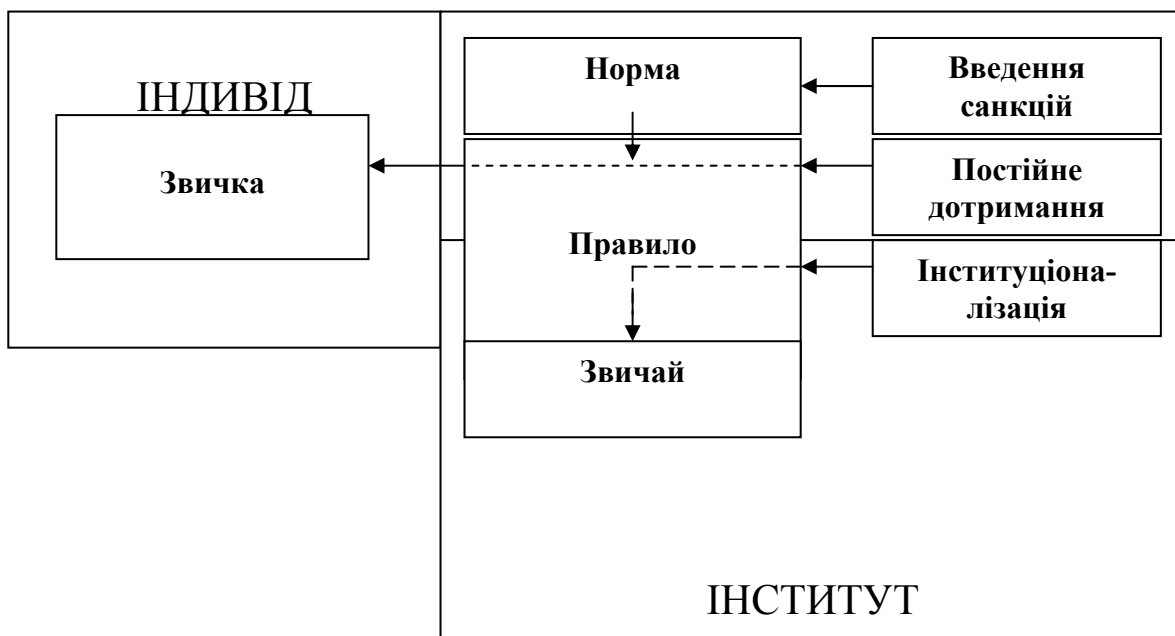 ІНДИВІД
Звичка
Норма
Введення
санкцій
Постійне
дотримання
Правило
Інституціона-
лізація
Звичай
ІНСТИТУТ